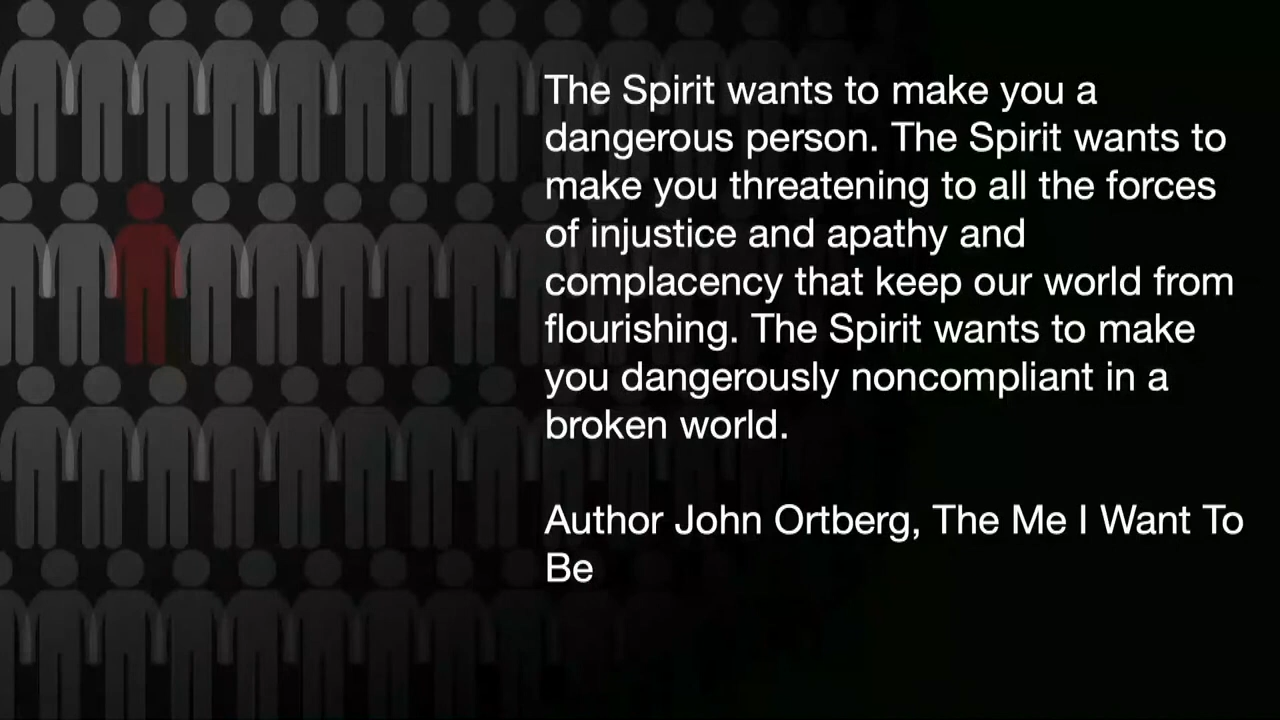 The Spirit wants to make you a
dangerous person. The Spirit wants to
make you threatening to all the forces
of injustice and apathy and
complacency that keep our world from
flourishing. The Spirit wants to make
you dangerously noncompliant in a
broken world.
Author John Ortberg, The Me I Want To
Be